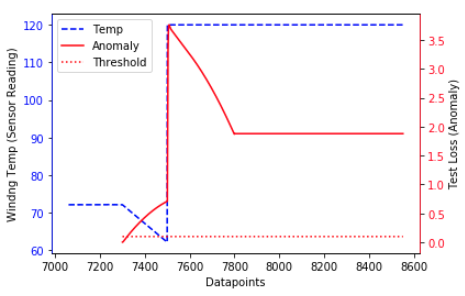 Temp
Anomaly
Threshold
120
110
100
90
80
70
60
3.5
3.0
2.5
2.0
1.5
1.0
0.5
0.0
Winding Temp (Sensor Reading)
Test Loss (Anomaly)
7000 7200 7400 7600 7800 8000 8200 8400 8600
Datapoints